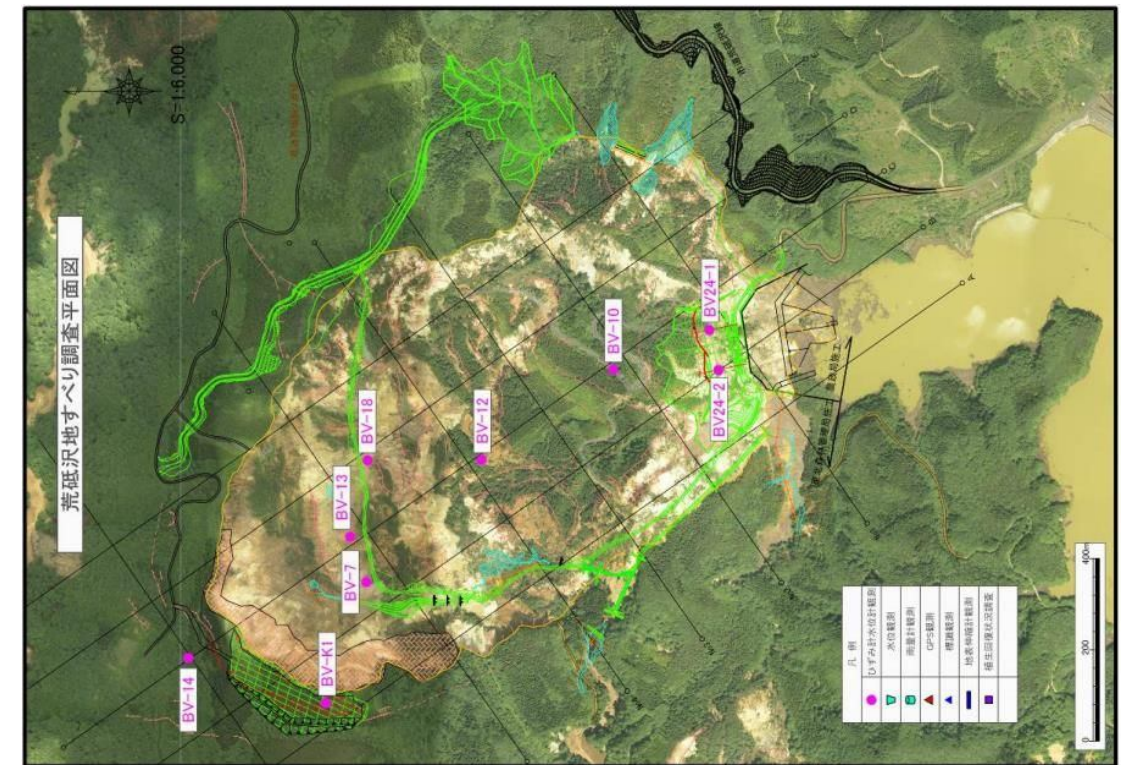 荒砥沢地すべり調査平面図
S=1:6,000
BV-14
BV-K1
BV-7
BV-13
BV-18
BV-12
BV-10
BV24-1
BV24-2
凡例
ひずみ計水位計観測
水位観測
雨量計観測
GPS観測
標識観測
地表伸縮計観測
植生回復状況調査
0 200 400m